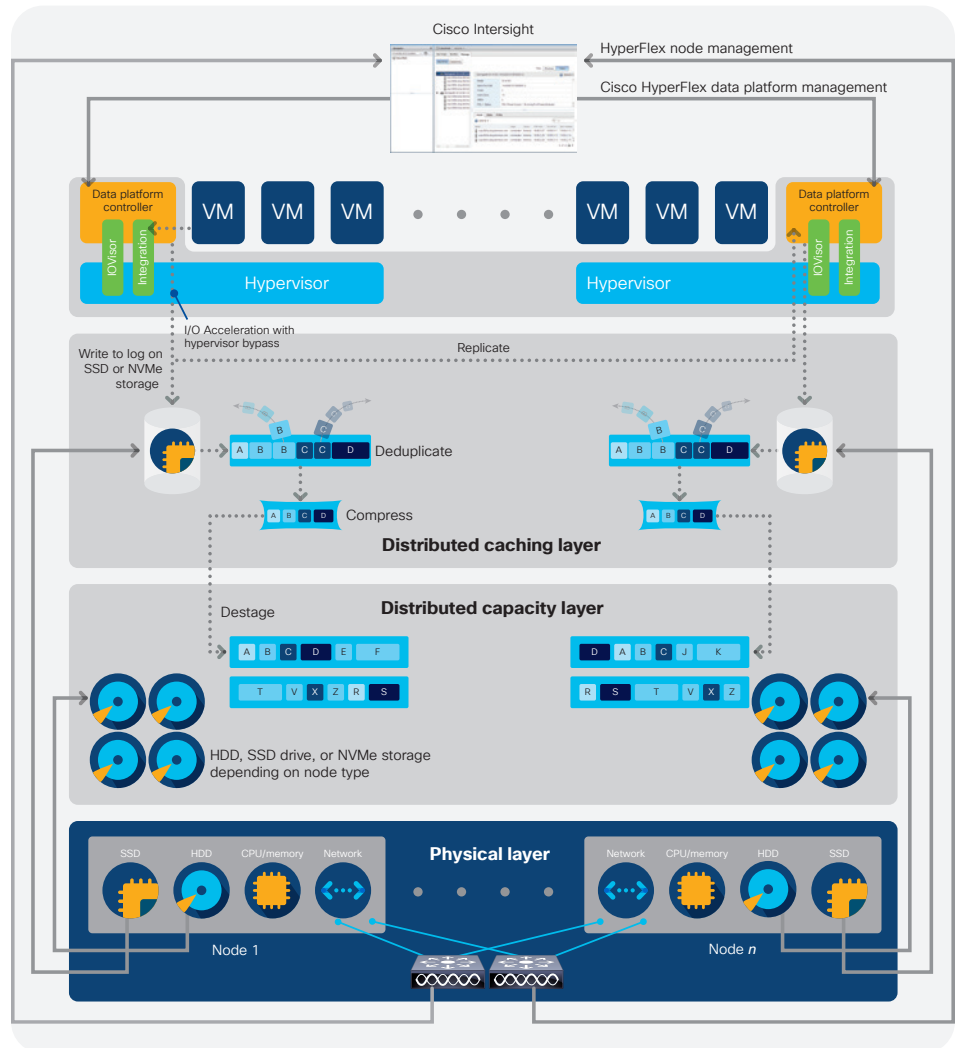 Cisco Intersight
HyperFlex node management
Cisco HyperFlex data platform management
Data platform
controller
IOVisor
Integration
VM
VM
VM
VM
VM
VM
Data platform
controller
IOVisor
Integration
Hypervisor
Hypervisor
I/O Acceleration with
hypervisor bypass
Write to log on
SSD or NVMe
storage
Replicate
B
C
A B B C C D
Deduplicate
B
C
A B B C C D
A B C D
Compress
A B C D
Distributed caching layer
Distributed capacity layer
Destage
A B C D E F
D A B C J K
T V X Z R S
R S T V X Z
HDD, SSD drive, or NVMe storage
depending on node type
Physical layer
SSD
HDD
CPU/memory
Network
Network
CPU/memory
HDD
SSD
Node 1
Node n